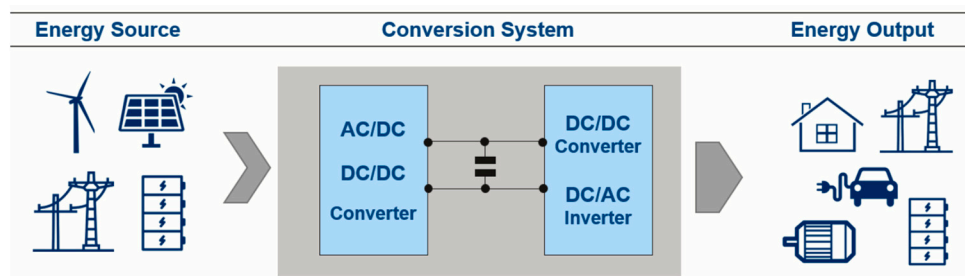 Energy Source
Conversion System
Energy Output
AC/DC
DC/DC
Converter
DC/DC
Converter
DC/AC
Inverter